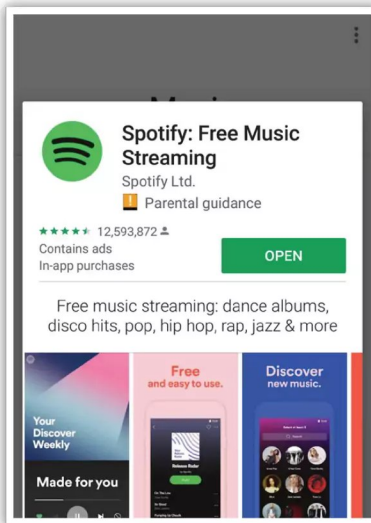 Spotify: Free Music
Streaming
Spotify Ltd.
Parental guidance
12,593,872
Contains ads
In-app purchases
OPEN
Free music streaming: dance albums,
disco hits, pop, hip hop, rap, jazz & more
Your
Discover
Weekly
Made for you
Free
and easy to use.
Release Radar
Discover
new music.
Search